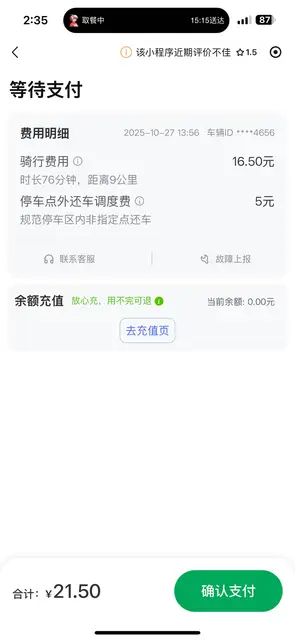 2:35
取餐中
15:15送达
87
该小程序近期评价不佳 1.5
等待支付
费用明细
2025-10-27 13:56 车辆ID ****4656
骑行费用
16.50元
时长76分钟，距离9公里
停车点外还车调度费
5元
规范停车区内非指定点还车
联系客服
故障上报
余额充值 放心充，用不完可退
当前余额: 0.00元
去充值页
合计: ¥21.50
确认支付